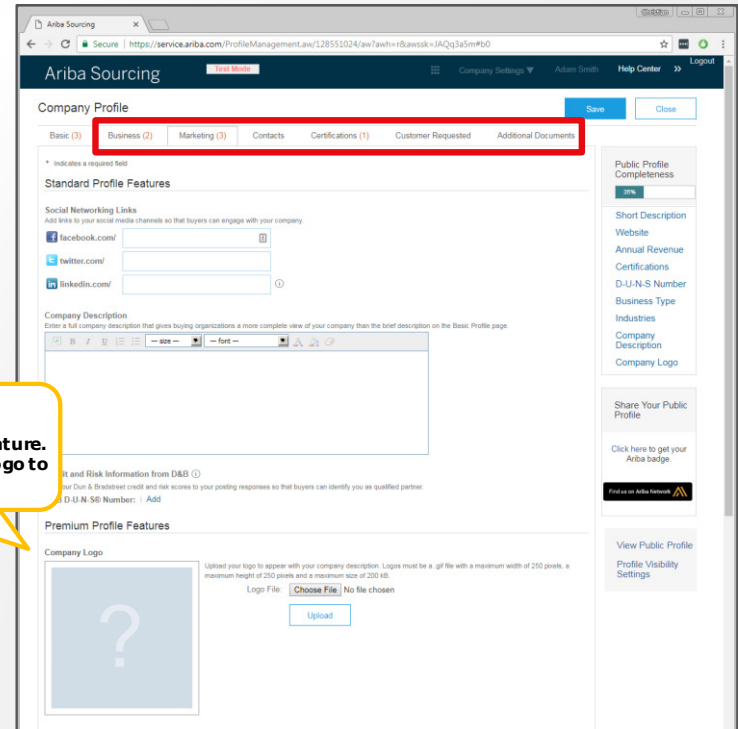 Ariba Sourcing
Secure | https://service.ariba.com/ProfileManagement.aw/128551024/aw?awh=r&awssk=JAQq3a5m#b0
Ariba Sourcing
Test Mode
Company Settings
Adam Smith
Help Center »
Logout
Company Profile
Save
Close
Basic (3)
Business (2)
Marketing (3)
Contacts
Certifications (1)
Customer Requested
Additional Documents
* Indicates a required field
Standard Profile Features
Social Networking Links
Add links to your social media channels so that buyers can engage with your company.
facebook.com/
twitter.com/
linkedin.com/
Company Description
Enter a full company description that gives buying organizations a more complete view of your company than the brief description on the Basic Profile page.
B I U
— size —
— font —
ture.
go to
it and Risk Information from D&B
our Dun & Bradstreet credit and risk scores to your posting responses so that buyers can identify you as qualified partner.
D-U-N-S® Number: | Add
Premium Profile Features
Company Logo
Upload your logo to appear with your company description. Logos must be a .gif file with a maximum width of 250 pixels, a
maximum height of 250 pixels and a maximum size of 200 kB.
Logo File: Choose File No file chosen
Upload
?
Public Profile
Completeness
35%
Short Description
Website
Annual Revenue
Certifications
D-U-N-S Number
Business Type
Industries
Company
Description
Company Logo
Share Your Public
Profile
Click here to get your
Ariba badge.
Find us on Ariba Network
View Public Profile
Profile Visibility
Settings